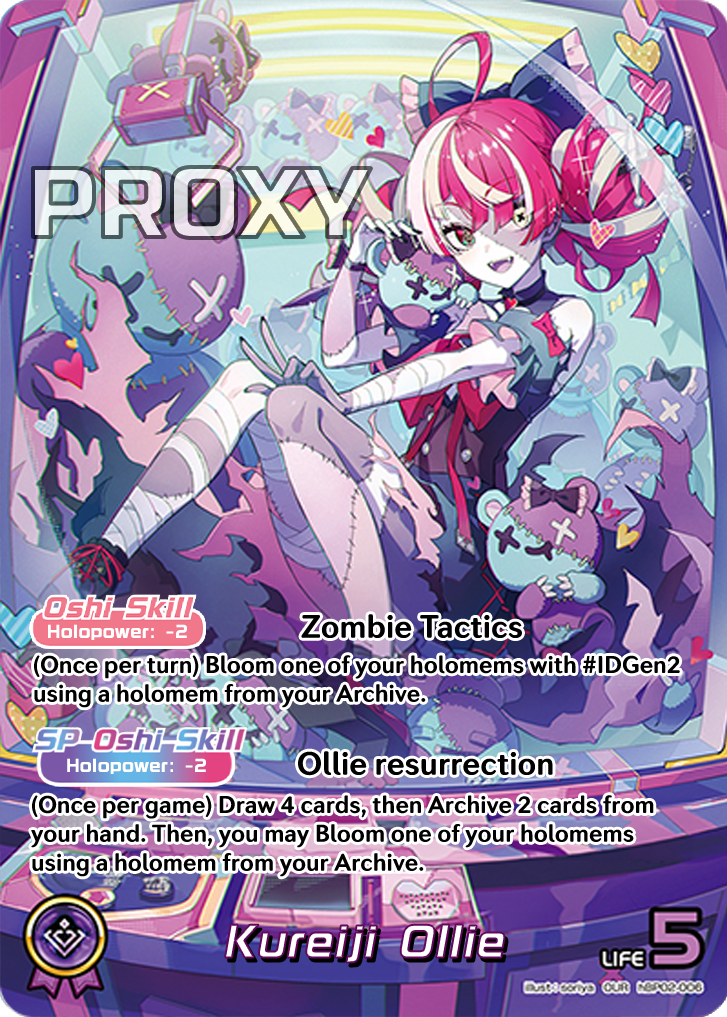 PROXY
Oshi-Skill
Holopower: -2
Zombie Tactics
(Once per turn) Bloom one of your holomems with #IDGen2
using a holomem from your Archive.
SP-Oshi-Skill
Holopower: -2
Ollie resurrection
(Once per game) Draw 4 cards, then Archive 2 cards from
your hand. Then, you may Bloom one of your holomems
using a holomem from your Archive.
Kureiji Ollie
LIFE 5
illust: soriya OUR hBP02-006